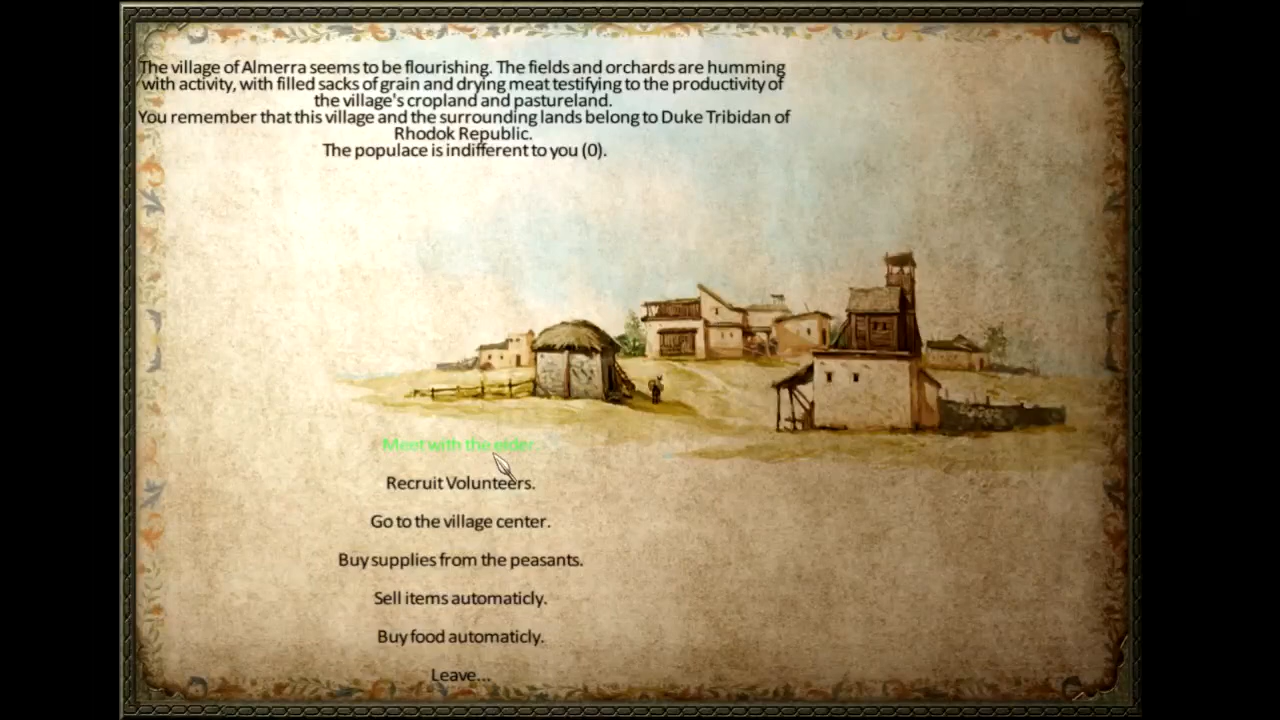 The village of Almerra seems to be flourishing. The fields and orchards are humming
with activity, with filled sacks of grain and drying meat testifying to the productivity of
the village's cropland and pastureland.
You remember that this village and the surrounding lands belong to Duke Tribidan of
Rhodok Republic.
The populace is indifferent to you (0).
Meet with the elder.
Recruit Volunteers.
Go to the village center.
Buy supplies from the peasants.
Sell items automaticly.
Buy food automaticly.
Leave...